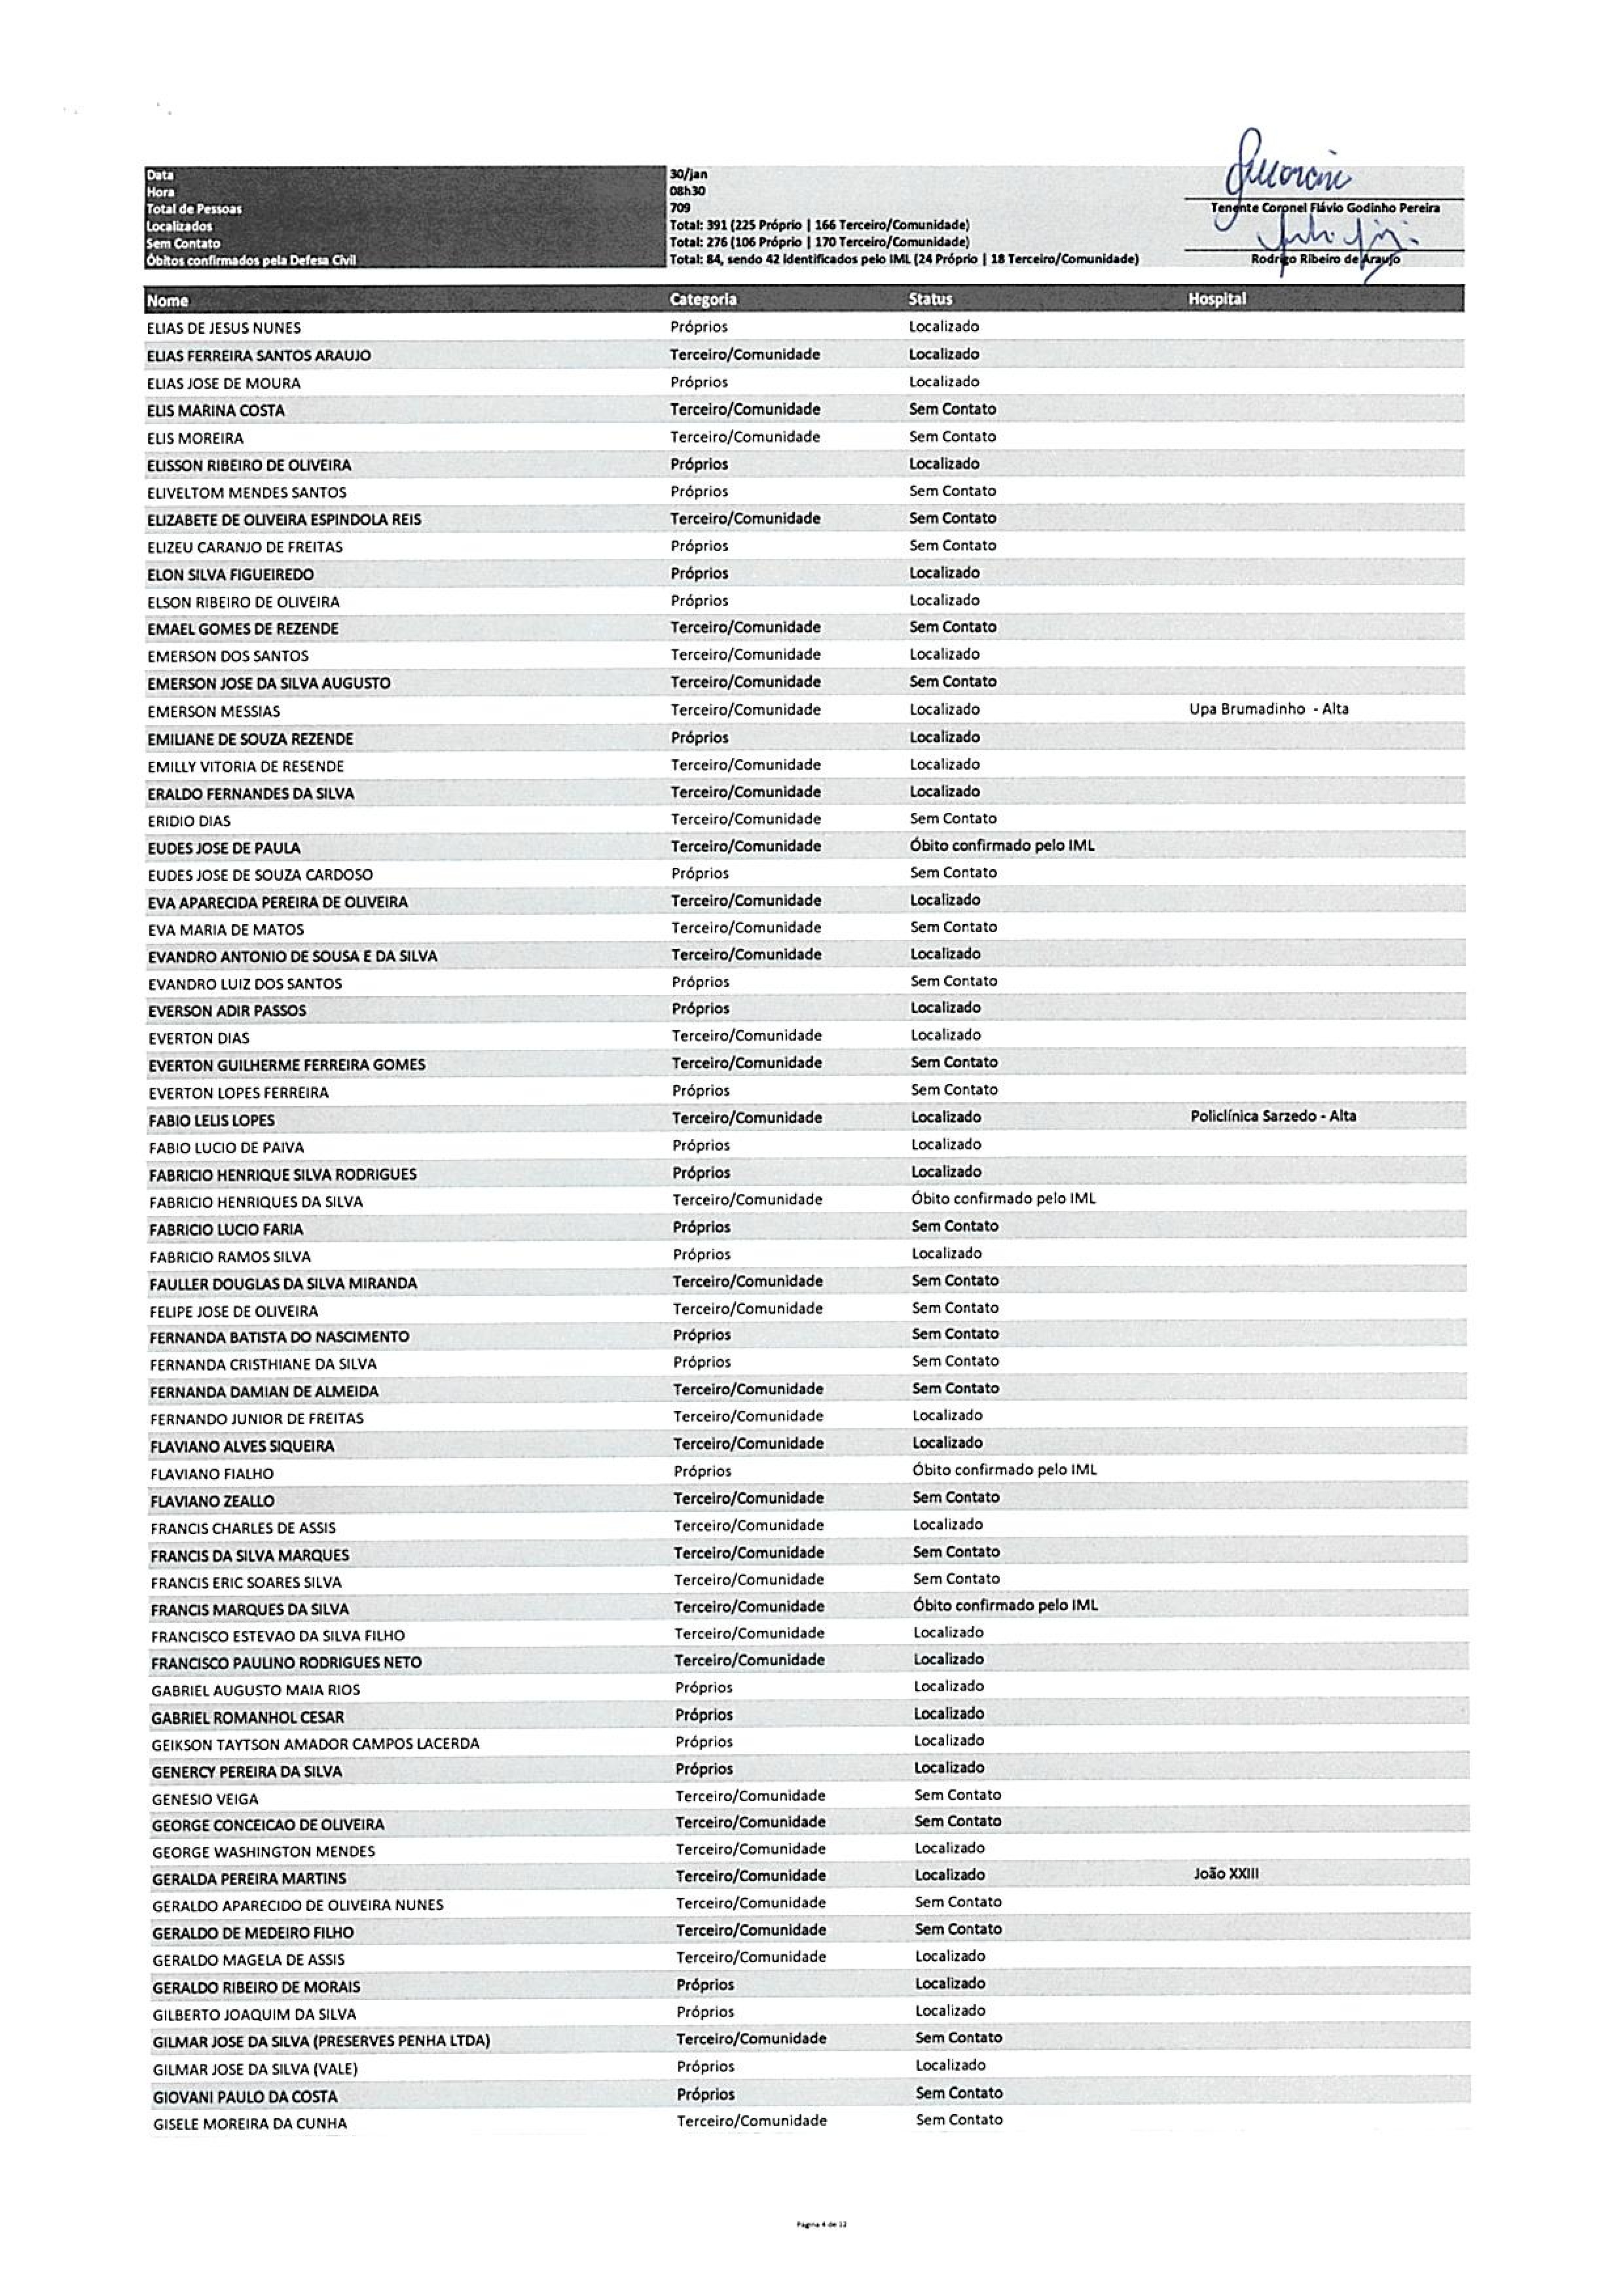 Data 30/jan
Hora 08h30
Total de Pessoas 709
Localizados Total: 391 (225 Próprio | 166 Terceiro/Comunidade)
Sem Contato Total: 276 (106 Próprio | 170 Terceiro/Comunidade)
Óbitos confirmados pela Defesa Civil Total: 84, sendo 42 identificados pelo IML (24 Próprio | 18 Terceiro/Comunidade)
Tenente Coronel Flávio Godinho Pereira
Rodrigo Ribeiro de Araujo
Nome Categoria Status Hospital
ELIAS DE JESUS NUNES Próprios Localizado
ELIAS FERREIRA SANTOS ARAUJO Terceiro/Comunidade Localizado
ELIAS JOSE DE MOURA Próprios Localizado
ELIS MARINA COSTA Terceiro/Comunidade Sem Contato
ELIS MOREIRA Terceiro/Comunidade Sem Contato
ELISSON RIBEIRO DE OLIVEIRA Próprios Localizado
ELIVELTOM MENDES SANTOS Próprios Sem Contato
ELIZABETE DE OLIVEIRA ESPINDOLA REIS Terceiro/Comunidade Sem Contato
ELIZEU CARANJO DE FREITAS Próprios Sem Contato
ELON SILVA FIGUEIREDO Próprios Localizado
ELSON RIBEIRO DE OLIVEIRA Próprios Localizado
EMAEL GOMES DE REZENDE Terceiro/Comunidade Sem Contato
EMERSON DOS SANTOS Terceiro/Comunidade Localizado
EMERSON JOSE DA SILVA AUGUSTO Terceiro/Comunidade Sem Contato
EMERSON MESSIAS Terceiro/Comunidade Localizado Upa Brumadinho - Alta
EMILIANE DE SOUZA REZENDE Próprios Localizado
EMILLY VITORIA DE RESENDE Terceiro/Comunidade Localizado
ERALDO FERNANDES DA SILVA Terceiro/Comunidade Localizado
ERIDIO DIAS Terceiro/Comunidade Sem Contato
EUDES JOSE DE PAULA Terceiro/Comunidade Óbito confirmado pelo IML
EUDES JOSE DE SOUZA CARDOSO Próprios Sem Contato
EVA APARECIDA PEREIRA DE OLIVEIRA Terceiro/Comunidade Localizado
EVA MARIA DE MATOS Terceiro/Comunidade Sem Contato
EVANDRO ANTONIO DE SOUSA E DA SILVA Terceiro/Comunidade Localizado
EVANDRO LUIZ DOS SANTOS Próprios Sem Contato
EVERSON ADIR PASSOS Próprios Localizado
EVERTON DIAS Terceiro/Comunidade Localizado
EVERTON GUILHERME FERREIRA GOMES Terceiro/Comunidade Sem Contato
EVERTON LOPES FERREIRA Próprios Sem Contato
FABIO LELIS LOPES Terceiro/Comunidade Localizado Policlínica Sarzedo - Alta
FABIO LUCIO DE PAIVA Próprios Localizado
FABRICIO HENRIQUE SILVA RODRIGUES Próprios Localizado
FABRICIO HENRIQUES DA SILVA Terceiro/Comunidade Óbito confirmado pelo IML
FABRICIO LUCIO FARIA Próprios Sem Contato
FABRICIO RAMOS SILVA Próprios Localizado
FAULLER DOUGLAS DA SILVA MIRANDA Terceiro/Comunidade Sem Contato
FELIPE JOSE DE OLIVEIRA Terceiro/Comunidade Sem Contato
FERNANDA BATISTA DO NASCIMENTO Próprios Sem Contato
FERNANDA CRISTHIANE DA SILVA Próprios Sem Contato
FERNANDA DAMIAN DE ALMEIDA Terceiro/Comunidade Sem Contato
FERNANDO JUNIOR DE FREITAS Terceiro/Comunidade Localizado
FLAVIANO ALVES SIQUEIRA Terceiro/Comunidade Localizado
FLAVIANO FIALHO Próprios Óbito confirmado pelo IML
FLAVIANO ZEALLO Terceiro/Comunidade Sem Contato
FRANCIS CHARLES DE ASSIS Terceiro/Comunidade Localizado
FRANCIS DA SILVA MARQUES Terceiro/Comunidade Sem Contato
FRANCIS ERIC SOARES SILVA Terceiro/Comunidade Sem Contato
FRANCIS MARQUES DA SILVA Terceiro/Comunidade Óbito confirmado pelo IML
FRANCISCO ESTEVAO DA SILVA FILHO Terceiro/Comunidade Localizado
FRANCISCO PAULINO RODRIGUES NETO Terceiro/Comunidade Localizado
GABRIEL AUGUSTO MAIA RIOS Próprios Localizado
GABRIEL ROMANHOL CESAR Próprios Localizado
GEIKSON TAYTSON AMADOR CAMPOS LACERDA Próprios Localizado
GENERCY PEREIRA DA SILVA Próprios Localizado
GENESIO VEIGA Terceiro/Comunidade Sem Contato
GEORGE CONCEICAO DE OLIVEIRA Terceiro/Comunidade Sem Contato
GEORGE WASHINGTON MENDES Terceiro/Comunidade Localizado
GERALDA PEREIRA MARTINS Terceiro/Comunidade Localizado João XXIII
GERALDO APARECIDO DE OLIVEIRA NUNES Terceiro/Comunidade Sem Contato
GERALDO DE MEDEIRO FILHO Terceiro/Comunidade Sem Contato
GERALDO MAGELA DE ASSIS Terceiro/Comunidade Localizado
GERALDO RIBEIRO DE MORAIS Próprios Localizado
GILBERTO JOAQUIM DA SILVA Próprios Localizado
GILMAR JOSE DA SILVA (PRESERVES PENHA LTDA) Terceiro/Comunidade Sem Contato
GILMAR JOSE DA SILVA (VALE) Próprios Localizado
GIOVANI PAULO DA COSTA Próprios Sem Contato
GISELE MOREIRA DA CUNHA Terceiro/Comunidade Sem Contato
Página 4 de 12